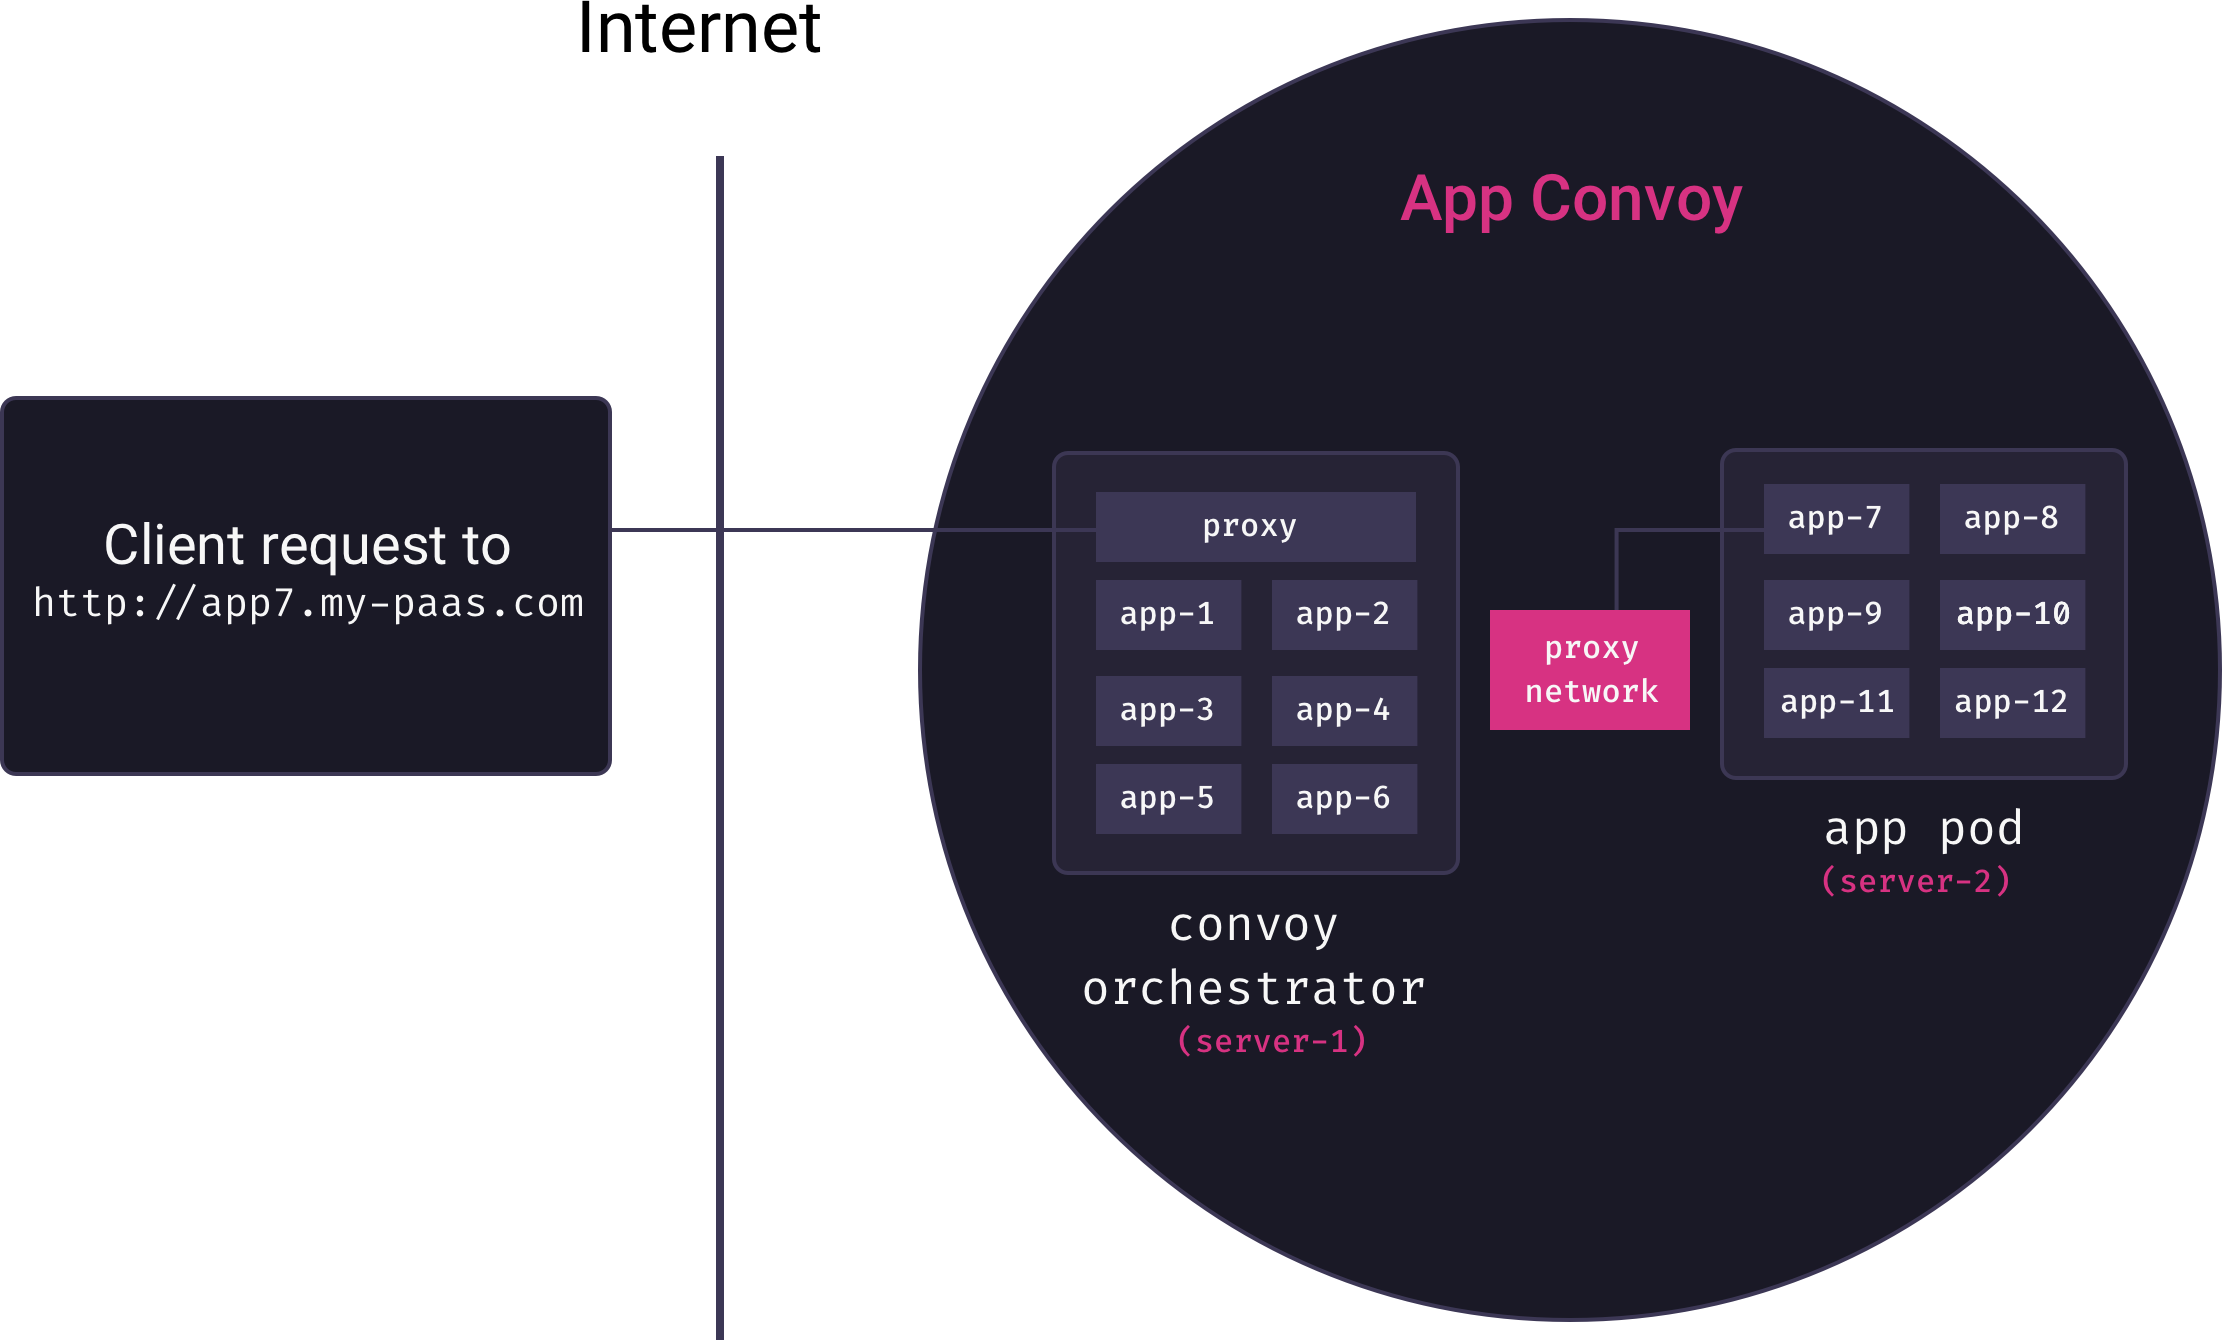 Internet
App Convoy
Client request to
http://app7.my-paas.com
proxy
app-1
app-2
app-3
app-4
app-5
app-6
convoy
orchestrator
(server-1)
proxy
network
app-7
app-8
app-9
app-10
app-11
app-12
app pod
(server-2)